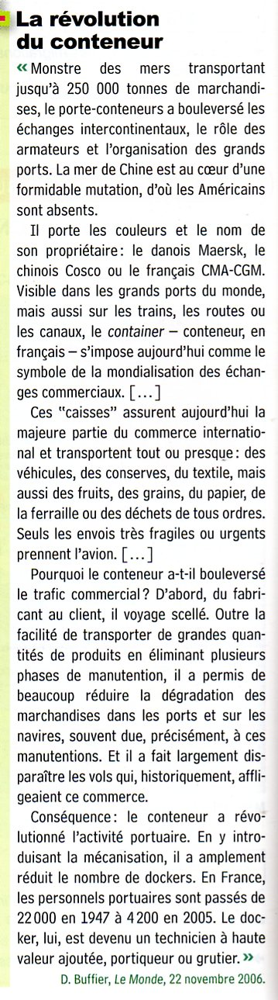 La révolution
du conteneur
« Monstre des mers transportant
jusqu'à 250 000 tonnes de marchandi-
ses, le porte-conteneurs a bouleversé les
échanges intercontinentaux, le rôle des
armateurs et l'organisation des grands
ports. La mer de Chine est au cœur d'une
formidable mutation, d'où les Américains
sont absents.
Il porte les couleurs et le nom de
son propriétaire : le danois Maersk, le
chinois Cosco ou le français CMA-CGM.
Visible dans les grands ports du monde,
mais aussi sur les trains, les routes ou
les canaux, le container – conteneur, en
français – s'impose aujourd'hui comme le
symbole de la mondialisation des échan-
ges commerciaux. [...]
Ces "caisses" assurent aujourd'hui la
majeure partie du commerce internatio-
nal et transportent tout ou presque : des
véhicules, des conserves, du textile, mais
aussi des fruits, des grains, du papier, de
la ferraille ou des déchets de tous ordres.
Seuls les envois très fragiles ou urgents
prennent l'avion. [...]
Pourquoi le conteneur a-t-il bouleversé
le trafic commercial ? D'abord, du fabri-
cant au client, il voyage scellé. Outre la
facilité de transporter de grandes quan-
tités de produits en éliminant plusieurs
phases de manutention, il a permis de
beaucoup réduire la dégradation des
marchandises dans les ports et sur les
navires, souvent due, précisément, à ces
manutentions. Et il a fait largement dis-
paraître les vols qui, historiquement, affli-
geaient ce commerce.
Conséquence : le conteneur a révo-
lutionné l'activité portuaire. En y intro-
duisant la mécanisation, il a amplement
réduit le nombre de dockers. En France,
les personnels portuaires sont passés de
22 000 en 1947 à 4 200 en 2005. Le doc-
ker, lui, est devenu un technicien à haute
valeur ajoutée, portiqueur ou grutier. »
D. Buffier, Le Monde, 22 novembre 2006.